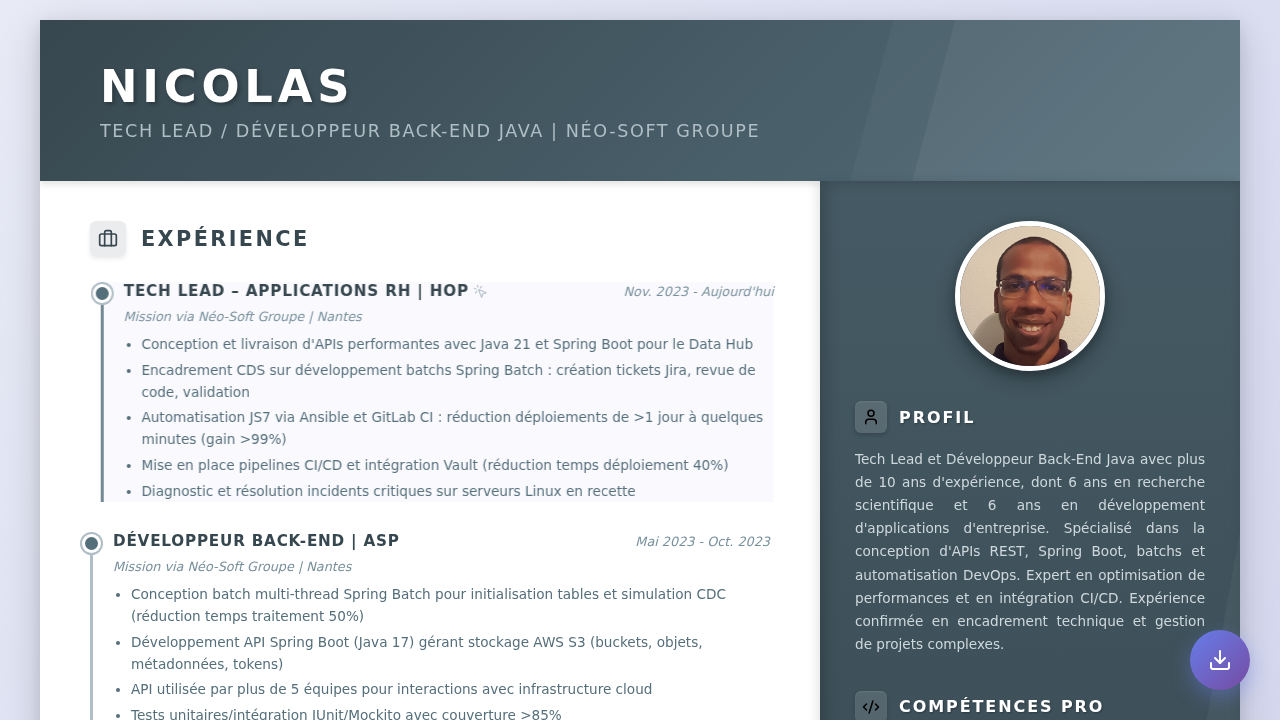 NICOLAS
TECH LEAD / DÉVELOPPEUR BACK-END JAVA | NÉO-SOFT GROUPE
EXPÉRIENCE
TECH LEAD – APPLICATIONS RH | HOP
Nov. 2023 - Aujourd'hui
Mission via Néo-Soft Groupe | Nantes
• Conception et livraison d'APIs performantes avec Java 21 et Spring Boot pour le Data Hub
• Encadrement CDS sur développement batchs Spring Batch : création tickets Jira, revue de
code, validation
• Automatisation JS7 via Ansible et GitLab CI : réduction déploiements de >1 jour à quelques
minutes (gain >99%)
• Mise en place pipelines CI/CD et intégration Vault (réduction temps déploiement 40%)
• Diagnostic et résolution incidents critiques sur serveurs Linux en recette
DÉVELOPPEUR BACK-END | ASP
Mai 2023 - Oct. 2023
Mission via Néo-Soft Groupe | Nantes
• Conception batch multi-thread Spring Batch pour initialisation tables et simulation CDC
(réduction temps traitement 50%)
• Développement API Spring Boot (Java 17) gérant stockage AWS S3 (buckets, objets,
métadonnées, tokens)
• API utilisée par plus de 5 équipes pour interactions avec infrastructure cloud
• Tests unitaires/intégration JUnit/Mockito avec couverture >85%
PROFIL
Tech Lead et Développeur Back-End Java avec plus
de 10 ans d'expérience, dont 6 ans en recherche
scientifique et 6 ans en développement
d'applications d'entreprise. Spécialisé dans la
conception d'APIs REST, Spring Boot, batchs et
automatisation DevOps. Expert en optimisation de
performances et en intégration CI/CD. Expérience
confirmée en encadrement technique et gestion
de projets complexes.
COMPÉTENCES PRO